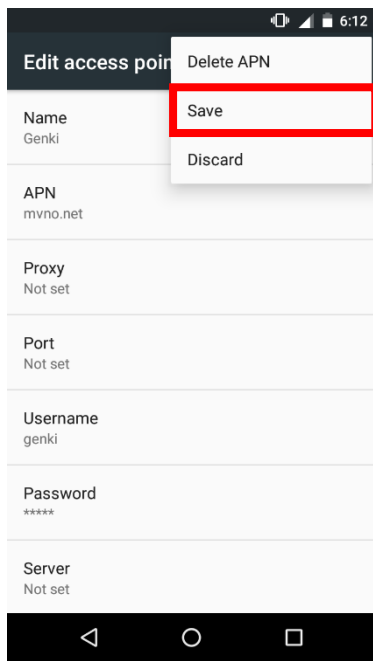 6:12
Edit access poin
Delete APN
Save
Discard
Name
Genki
APN
mvno.net
Proxy
Not set
Port
Not set
Username
genki
Password
*****
Server
Not set